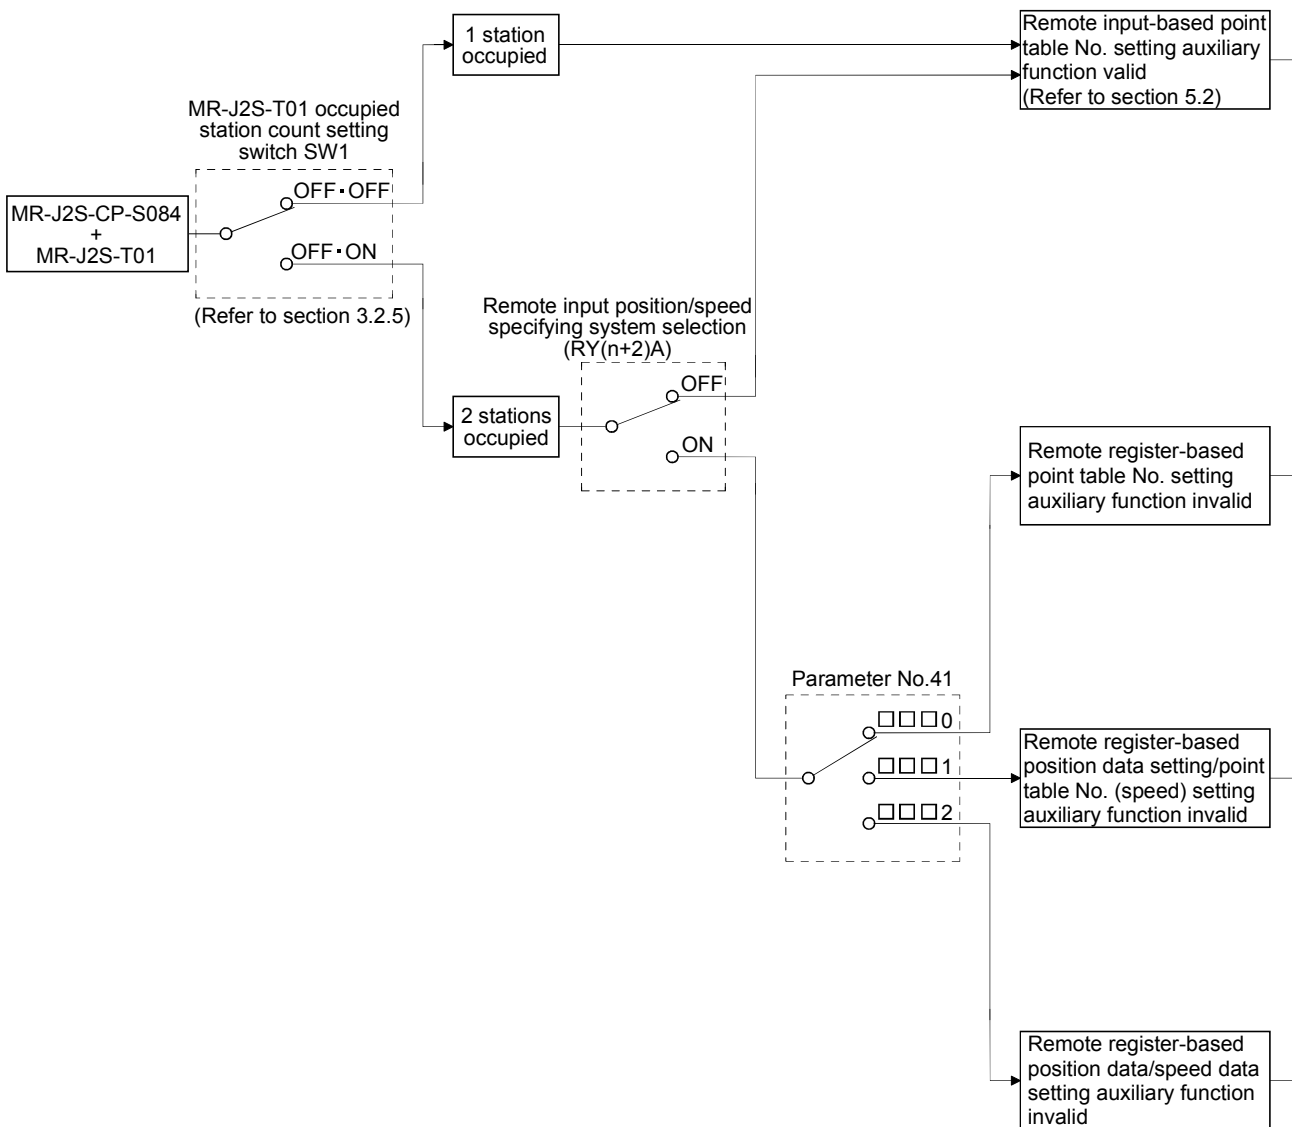 1 station
occupied
Remote input-based point
table No. setting auxiliary
function valid
(Refer to section 5.2)
MR-J2S-T01 occupied
station count setting
switch SW1
OFF·OFF
OFF·ON
MR-J2S-CP-S084
+
MR-J2S-T01
(Refer to section 3.2.5)
Remote input position/speed
specifying system selection
(RY(n+2)A)
OFF
ON
2 stations
occupied
Remote register-based
point table No. setting
auxiliary function invalid
Parameter No.41
□□□0
□□□1
□□□2
Remote register-based
position data setting/point
table No. (speed) setting
auxiliary function invalid
Remote register-based
position data/speed data
setting auxiliary function
invalid